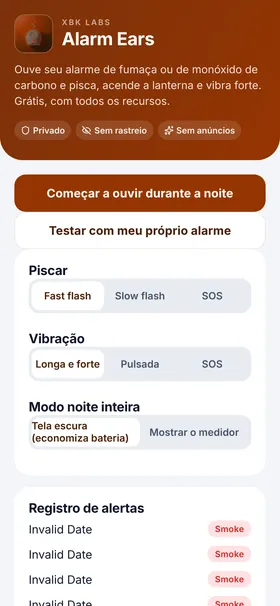 XBK LABS
Alarm Ears
Ouve seu alarme de fumaça ou de monóxido de
carbono e pisca, acende a lanterna e vibra forte.
Grátis, com todos os recursos.
Privado
Sem rastreio
Sem anúncios
Começar a ouvir durante a noite
Testar com meu próprio alarme
Piscar
Fast flash
Slow flash
SOS
Vibração
Longa e forte
Pulsada
SOS
Modo noite inteira
Tela escura
(economiza bateria)
Mostrar o medidor
Registro de alertas
Invalid Date
Smoke
Invalid Date
Smoke
Invalid Date
Smoke
Invalid Date
Smoke